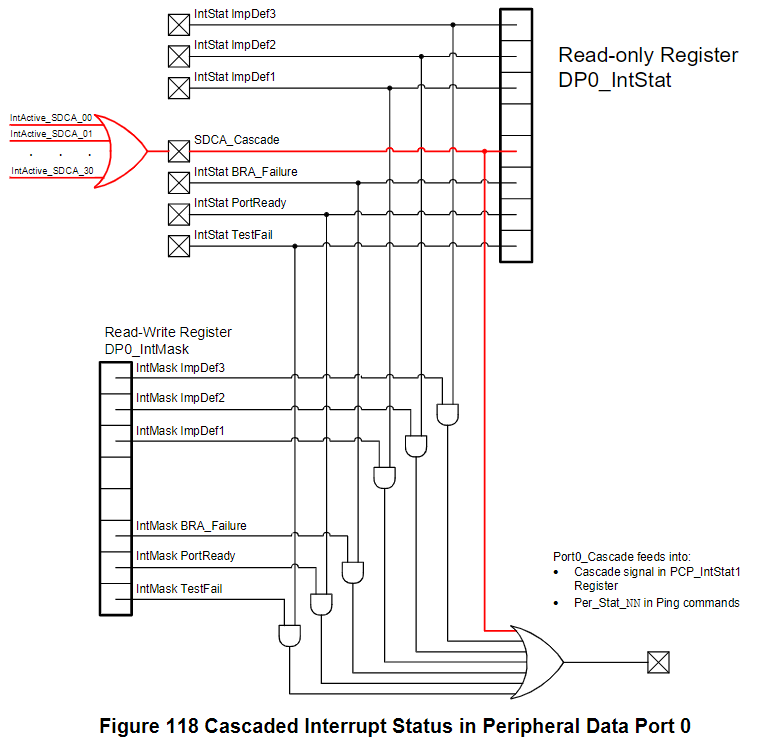 IntStat ImpDef3
IntStat ImpDef2
IntStat ImpDef1
Read-only Register
DP0_IntStat
IntActive_SDCA_00
IntActive_SDCA_01
. . .
IntActive_SDCA_30
SDCA_Cascade
IntStat BRA_Failure
IntStat PortReady
IntStat TestFail
Read-Write Register
DP0_IntMask
IntMask ImpDef3
IntMask ImpDef2
IntMask ImpDef1
IntMask BRA_Failure
IntMask PortReady
IntMask TestFail
Port0_Cascade feeds into:
• Cascade signal in PCP_IntStat1
Register
• Per_Stat_NN in Ping commands
Figure 118 Cascaded Interrupt Status in Peripheral Data Port 0